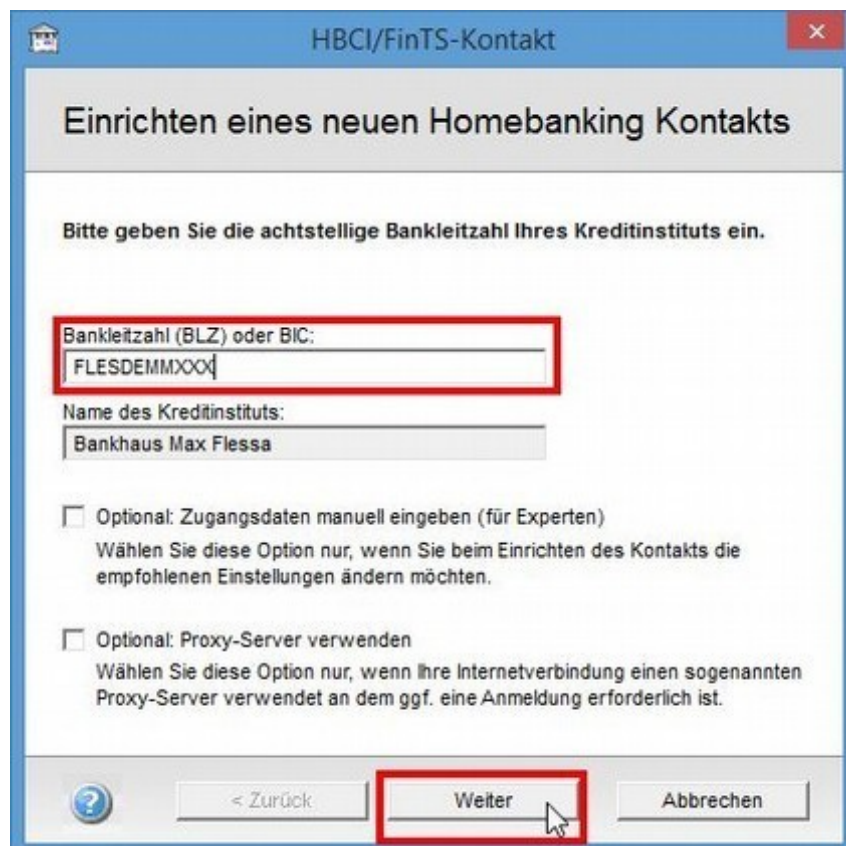 HBCI/FinTS-Kontakt
Einrichten eines neuen Homebanking Kontakts
Bitte geben Sie die achtstellige Bankleitzahl Ihres Kreditinstituts ein.
Bankleitzahl (BLZ) oder BIC:
FLESDEMMXXX
Name des Kreditinstituts:
Bankhaus Max Flessa
Optional: Zugangsdaten manuell eingeben (für Experten)
Wählen Sie diese Option nur, wenn Sie beim Einrichten des Kontakts die
empfohlenen Einstellungen ändern möchten.
Optional: Proxy-Server verwenden
Wählen Sie diese Option nur, wenn Ihre Internetverbindung einen sogenannten
Proxy-Server verwendet an dem ggf. eine Anmeldung erforderlich ist.
? < Zurück Weiter Abbrechen